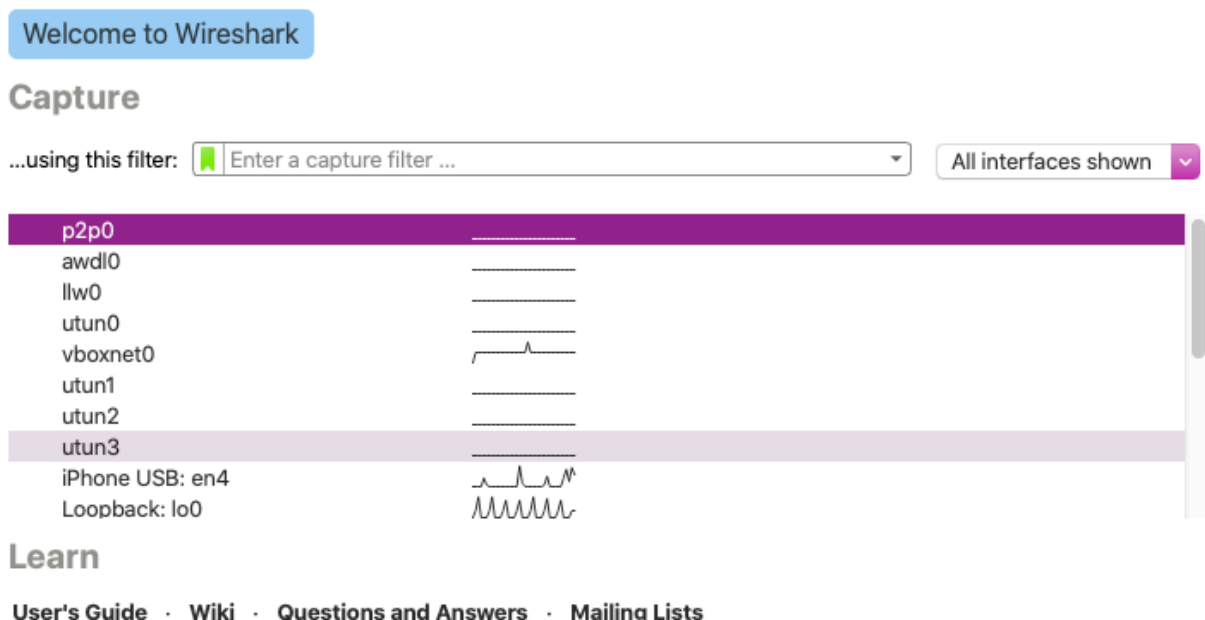 Welcome to Wireshark
Capture
...using this filter: Enter a capture filter ... All interfaces shown
p2p0
awdl0
llw0
utun0
vboxnet0
utun1
utun2
utun3
iPhone USB: en4
Loopback: lo0
Learn
User's Guide · Wiki · Questions and Answers · Mailing Lists